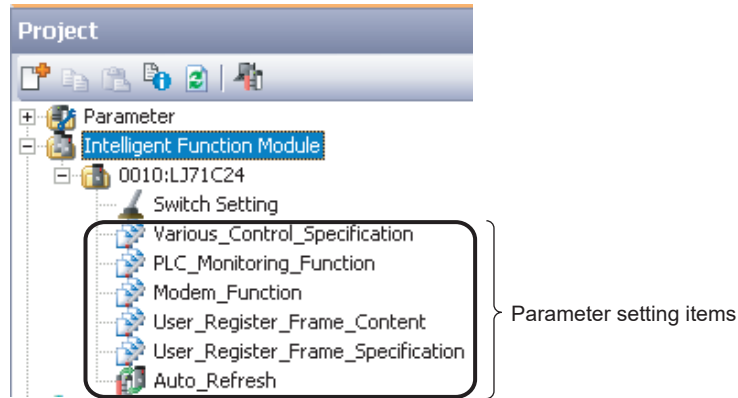 Project
Parameter
Intelligent Function Module
0010:LJ71C24
Switch Setting
Various_Control_Specification
PLC_Monitoring_Function
Modem_Function
User_Register_Frame_Content
User_Register_Frame_Specification
Auto_Refresh
Parameter setting items